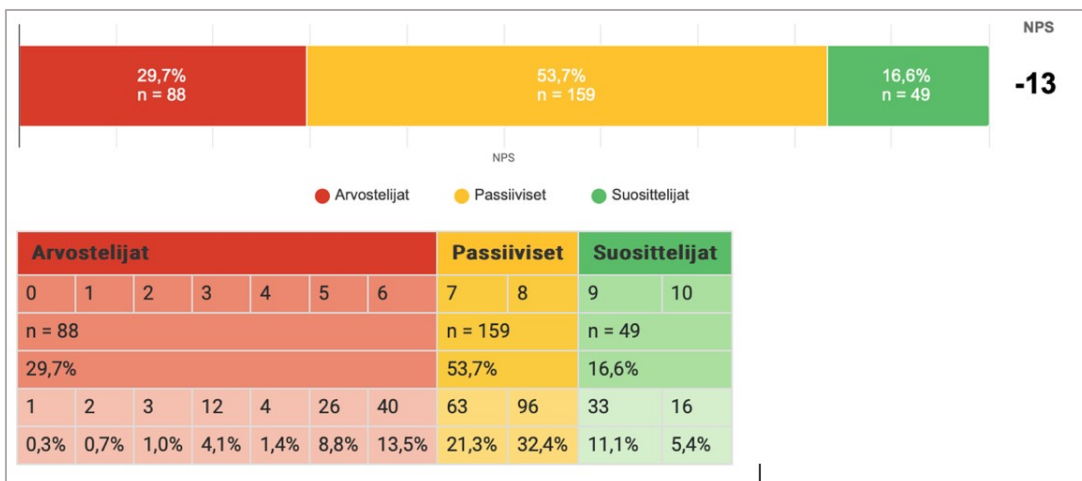 NPS
29,7%
n = 88
53,7%
n = 159
16,6%
n = 49
-13
NPS
Arvostelijat Passiiviset Suosittelijat
Arvostelijat Passiiviset Suosittelijat
0 1 2 3 4 5 6 7 8 9 10
n = 88 n = 159 n = 49
29,7% 53,7% 16,6%
1 2 3 12 4 26 40 63 96 33 16
0,3% 0,7% 1,0% 4,1% 1,4% 8,8% 13,5% 21,3% 32,4% 11,1% 5,4%